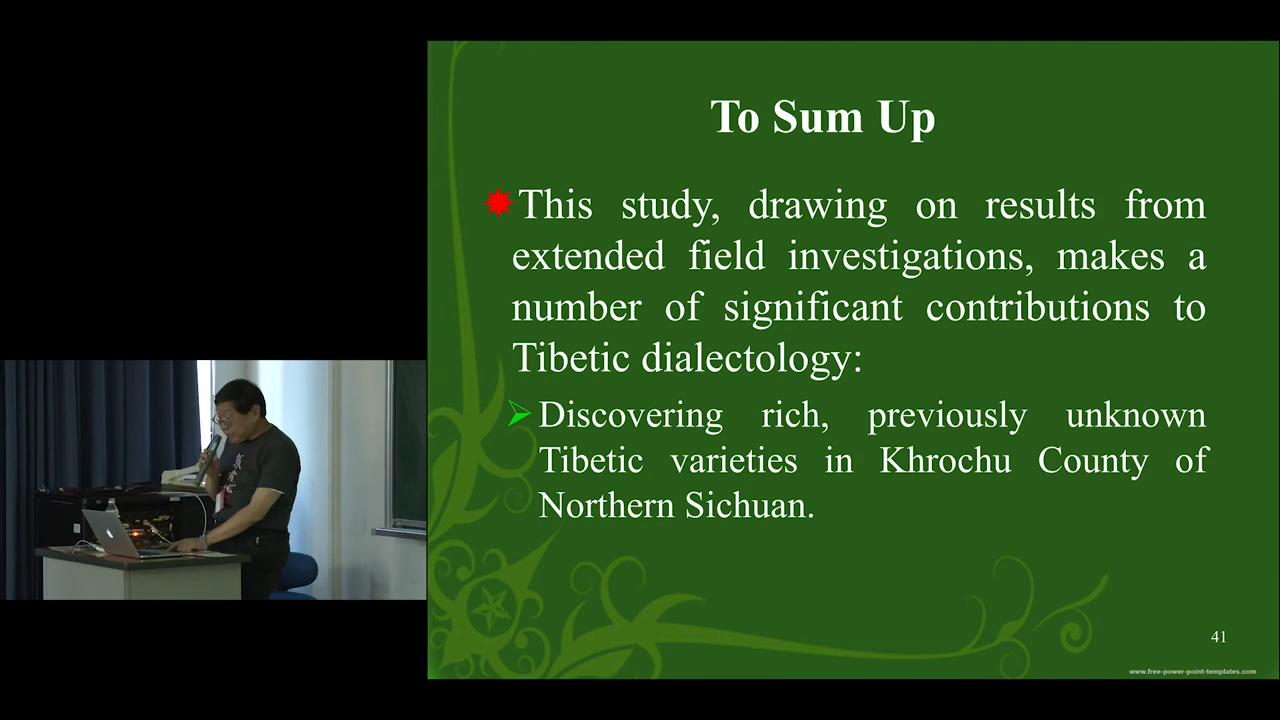 To Sum Up
This study, drawing on results from
extended field investigations, makes a
number of significant contributions to
Tibetic dialectology:
Discovering rich, previously unknown
Tibetic varieties in Khrochu County of
Northern Sichuan.
41
www.free-power-point-templates.com